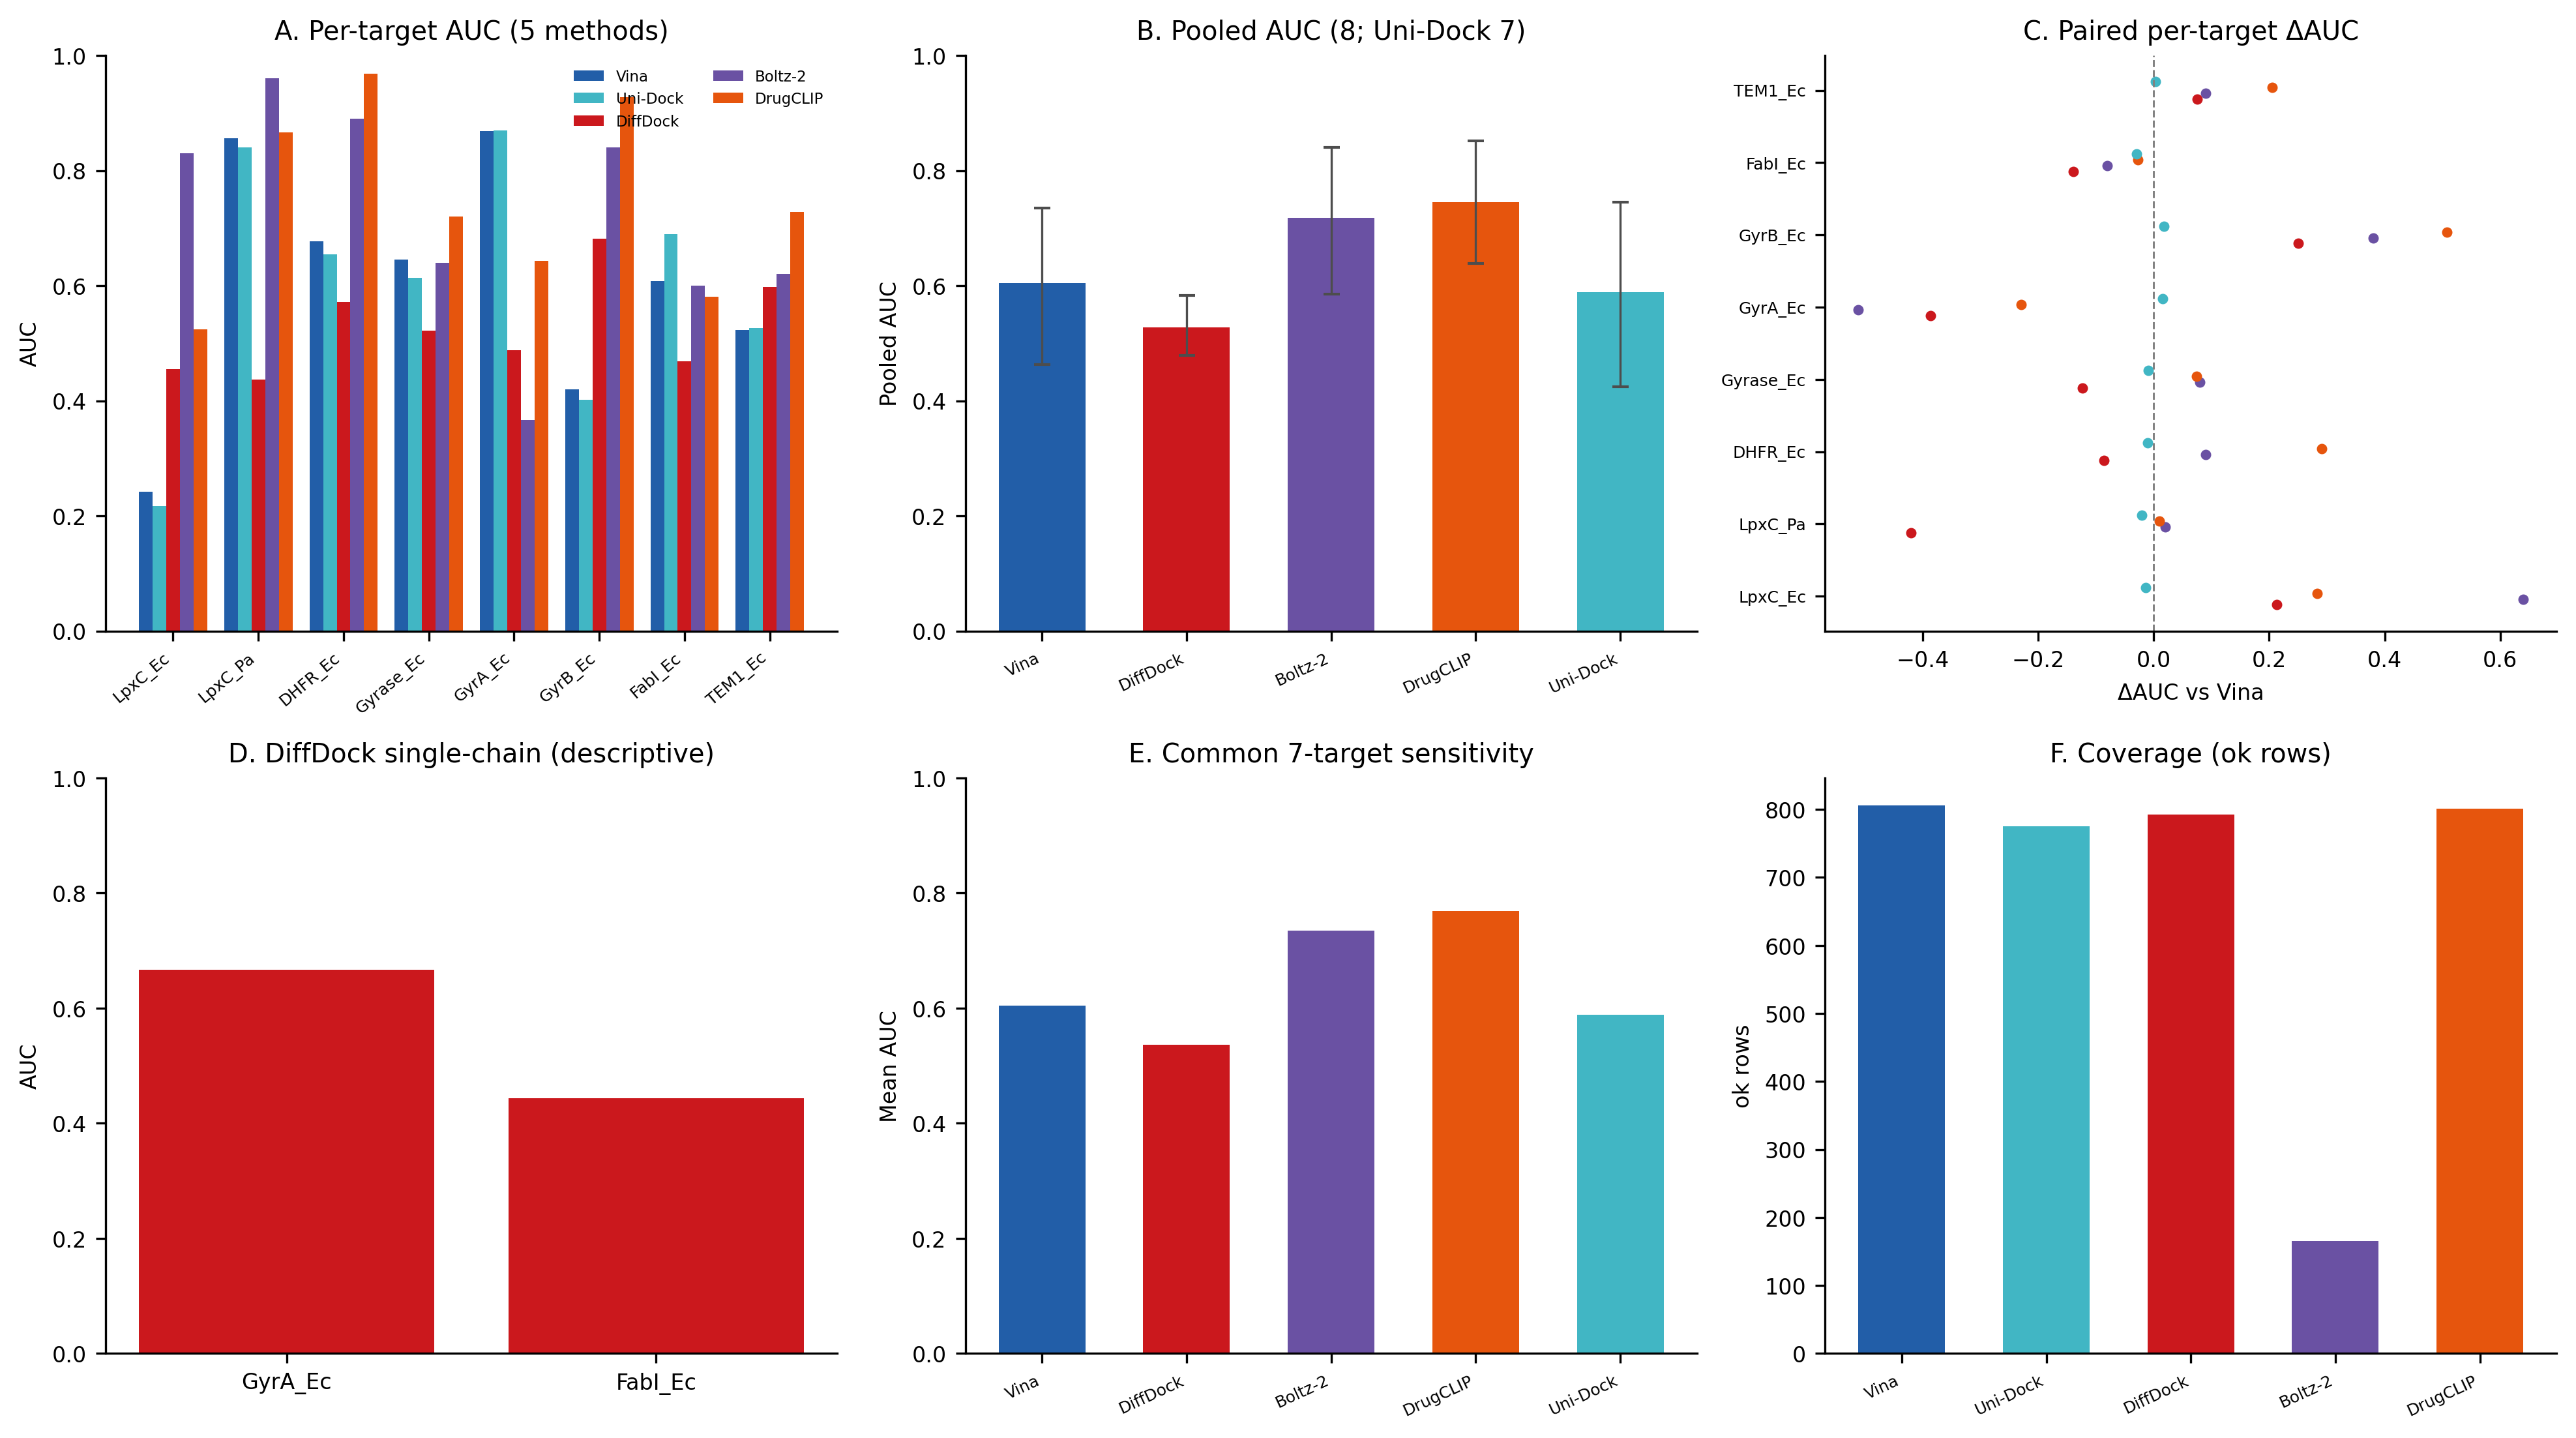 A. Per-target AUC (5 methods)
1.0
0.8
0.6
0.4
0.2
0.0
AUC
Vina
Uni-Dock
DiffDock
Boltz-2
DrugCLIP
LpxC_Ec
LpxC_Pa
DHFR_Ec
Gyrase_Ec
GyrA_Ec
GyrB_Ec
FabI_Ec
TEM1_Ec
B. Pooled AUC (8; Uni-Dock 7)
1.0
0.8
0.6
0.4
0.2
0.0
Pooled AUC
Vina
DiffDock
Boltz-2
DrugCLIP
Uni-Dock
C. Paired per-target ΔAUC
TEM1_Ec
FabI_Ec
GyrB_Ec
GyrA_Ec
Gyrase_Ec
DHFR_Ec
LpxC_Pa
LpxC_Ec
−0.4
−0.2
0.0
0.2
0.4
0.6
ΔAUC vs Vina
D. DiffDock single-chain (descriptive)
1.0
0.8
0.6
0.4
0.2
0.0
AUC
GyrA_Ec
FabI_Ec
E. Common 7-target sensitivity
1.0
0.8
0.6
0.4
0.2
0.0
Mean AUC
Vina
DiffDock
Boltz-2
DrugCLIP
Uni-Dock
F. Coverage (ok rows)
800
700
600
500
400
300
200
100
0
ok rows
Vina
Uni-Dock
DiffDock
Boltz-2
DrugCLIP